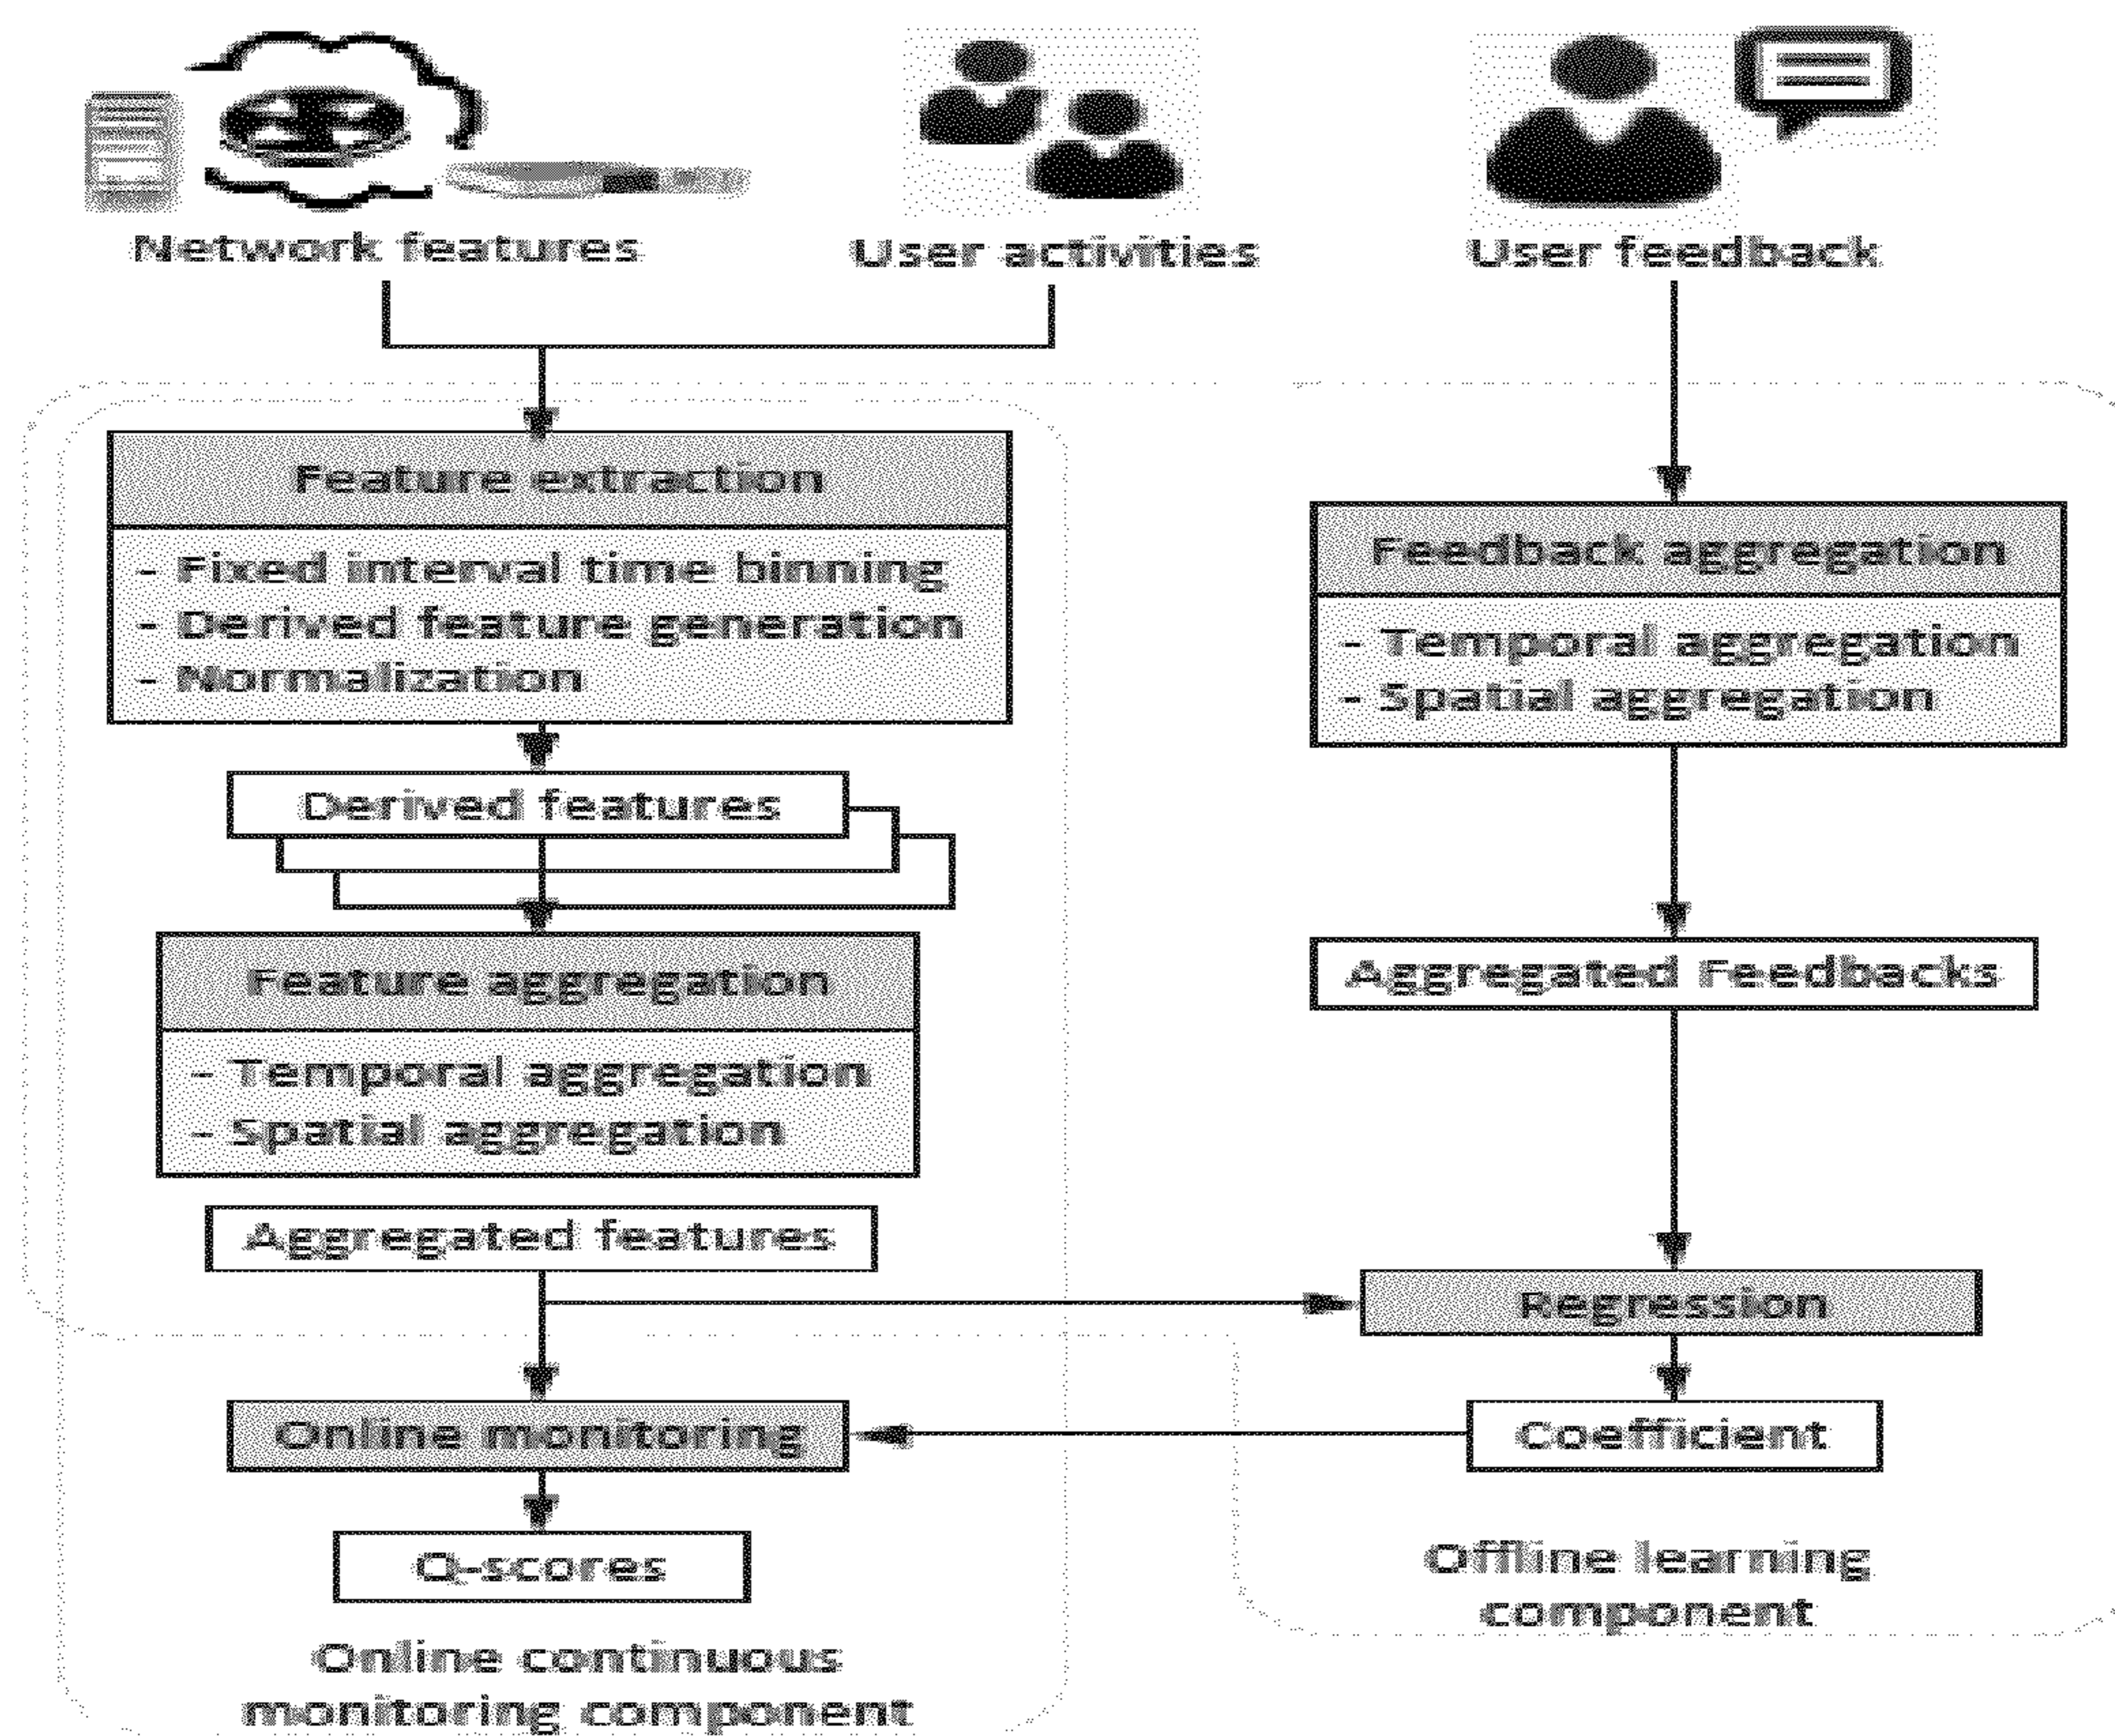 Network features
User activities
User feedback
Feature extraction
- Fixed interval time binning
- Derived feature generation
- Normalization
Feedback aggregation
- Temporal aggregation
- Spatial aggregation
Derived features
Feature aggregation
- Temporal aggregation
- Spatial aggregation
Aggregated Feedbacks
Aggregated features
Regression
Online monitoring
Coefficient
Q-scores
Offline learning
component
Online continuous
monitoring component